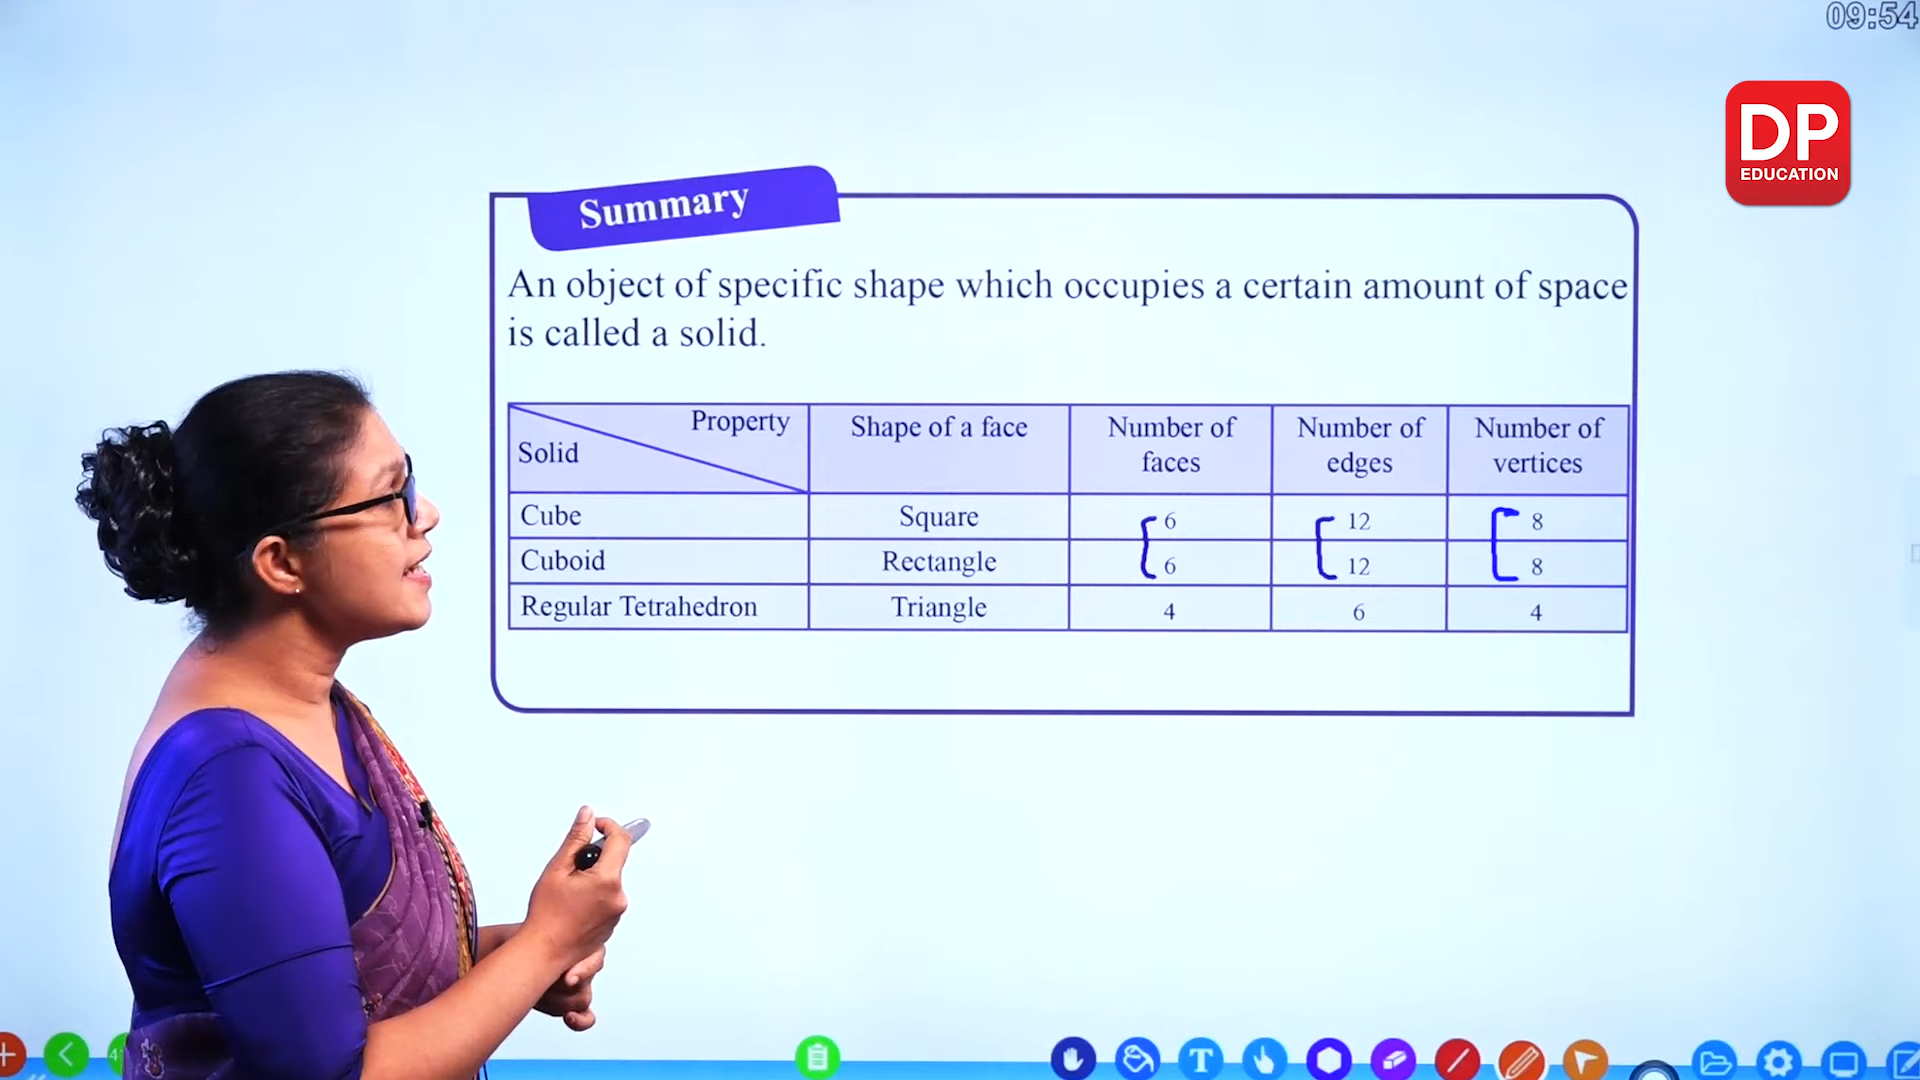 09:54
DP
EDUCATION
Summary
An object of specific shape which occupies a certain amount of space
is called a solid.
Property
Solid
Shape of a face
Number of
faces
Number of
edges
Number of
vertices
Cube Square 6 12 8
Cuboid Rectangle 6 12 8
Regular Tetrahedron Triangle 4 6 4
T